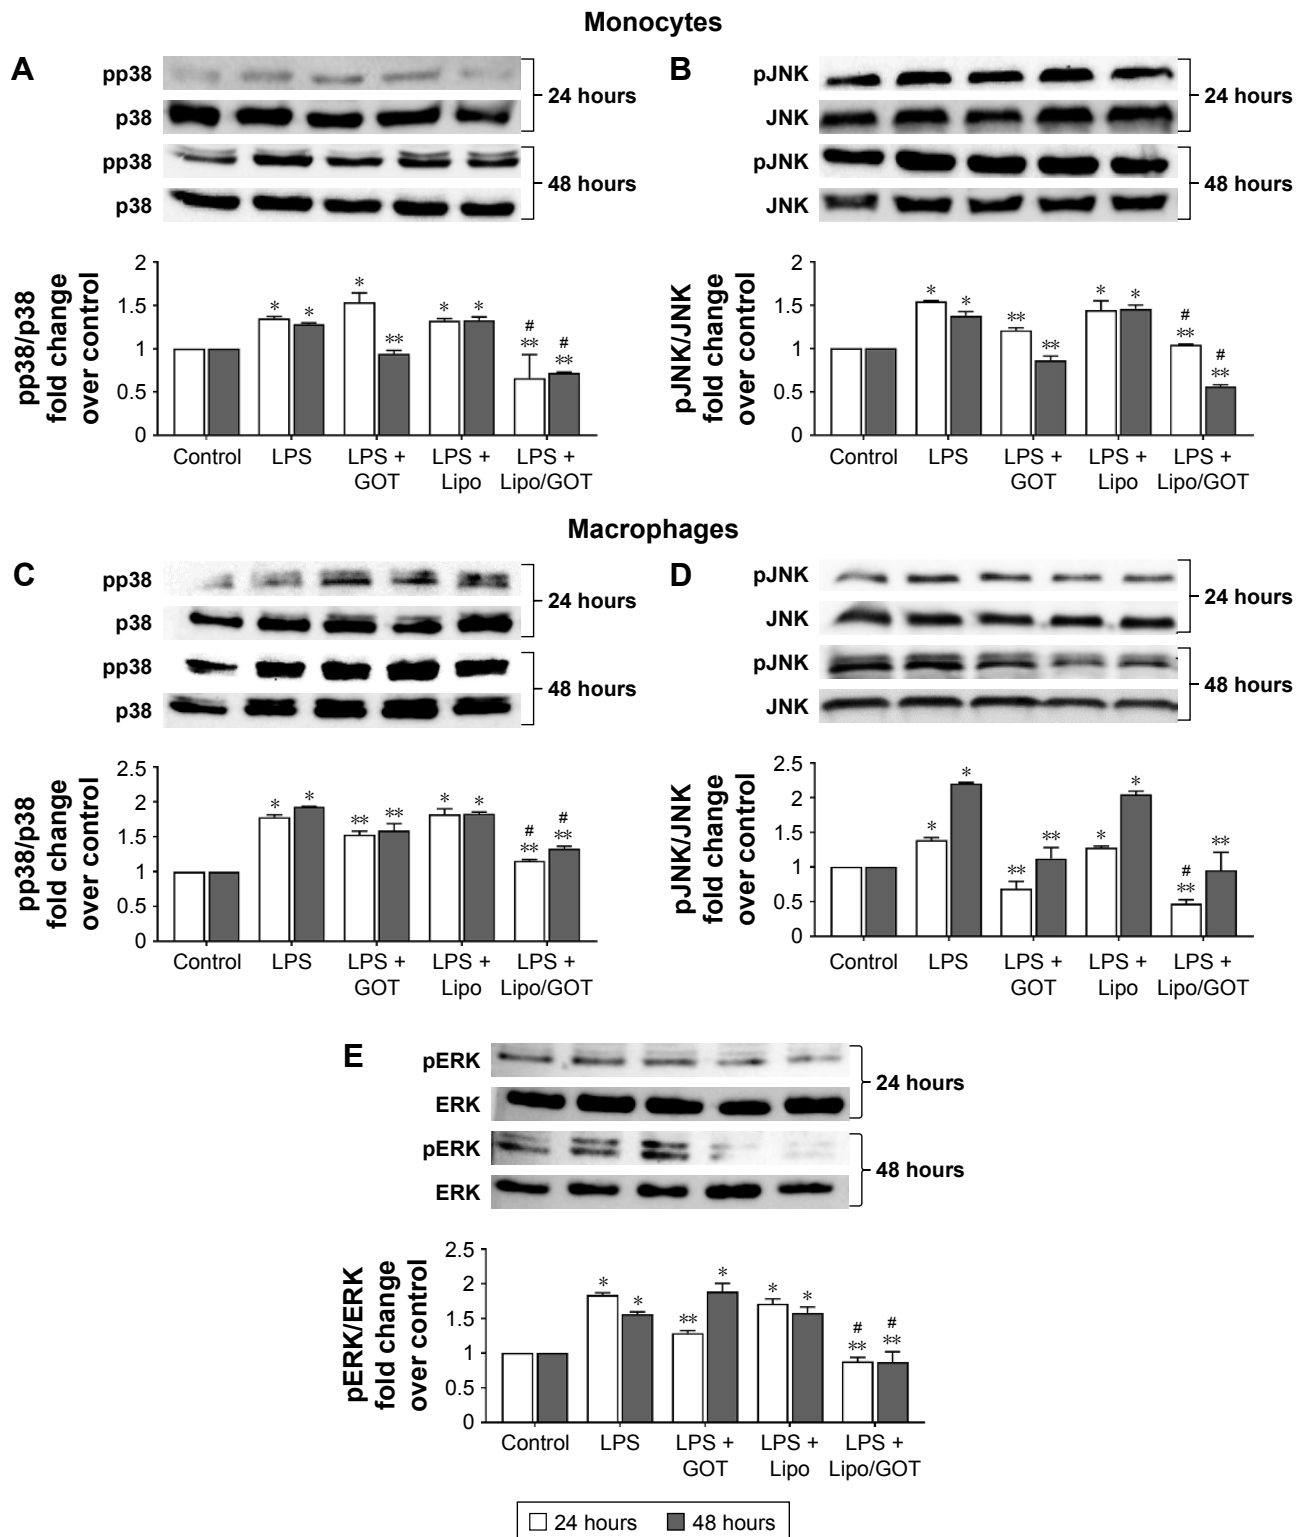 Monocytes
A
pp38
p38
24 hours
pp38
p38
48 hours
pp38/p38
fold change
over control
2
1.5
1
0.5
0
* * * ** * * # ** # **
Control LPS LPS + GOT LPS + Lipo LPS + Lipo/GOT
B
pJNK
JNK
24 hours
pJNK
JNK
48 hours
pJNK/JNK
fold change
over control
2
1.5
1
0.5
0
* * ** ** * * # ** # **
Control LPS LPS + GOT LPS + Lipo LPS + Lipo/GOT
Macrophages
C
pp38
p38
24 hours
pp38
p38
48 hours
pp38/p38
fold change
over control
2.5
2
1.5
1
0.5
0
* * ** ** * * # ** # **
Control LPS LPS + GOT LPS + Lipo LPS + Lipo/GOT
D
pJNK
JNK
24 hours
pJNK
JNK
48 hours
pJNK/JNK
fold change
over control
2.5
2
1.5
1
0.5
0
* * ** ** * * # ** **
Control LPS LPS + GOT LPS + Lipo LPS + Lipo/GOT
E
pERK
ERK
24 hours
pERK
ERK
48 hours
pERK/ERK
fold change
over control
2.5
2
1.5
1
0.5
0
* * ** * * * # ** # **
Control LPS LPS + GOT LPS + Lipo LPS + Lipo/GOT
24 hours 48 hours